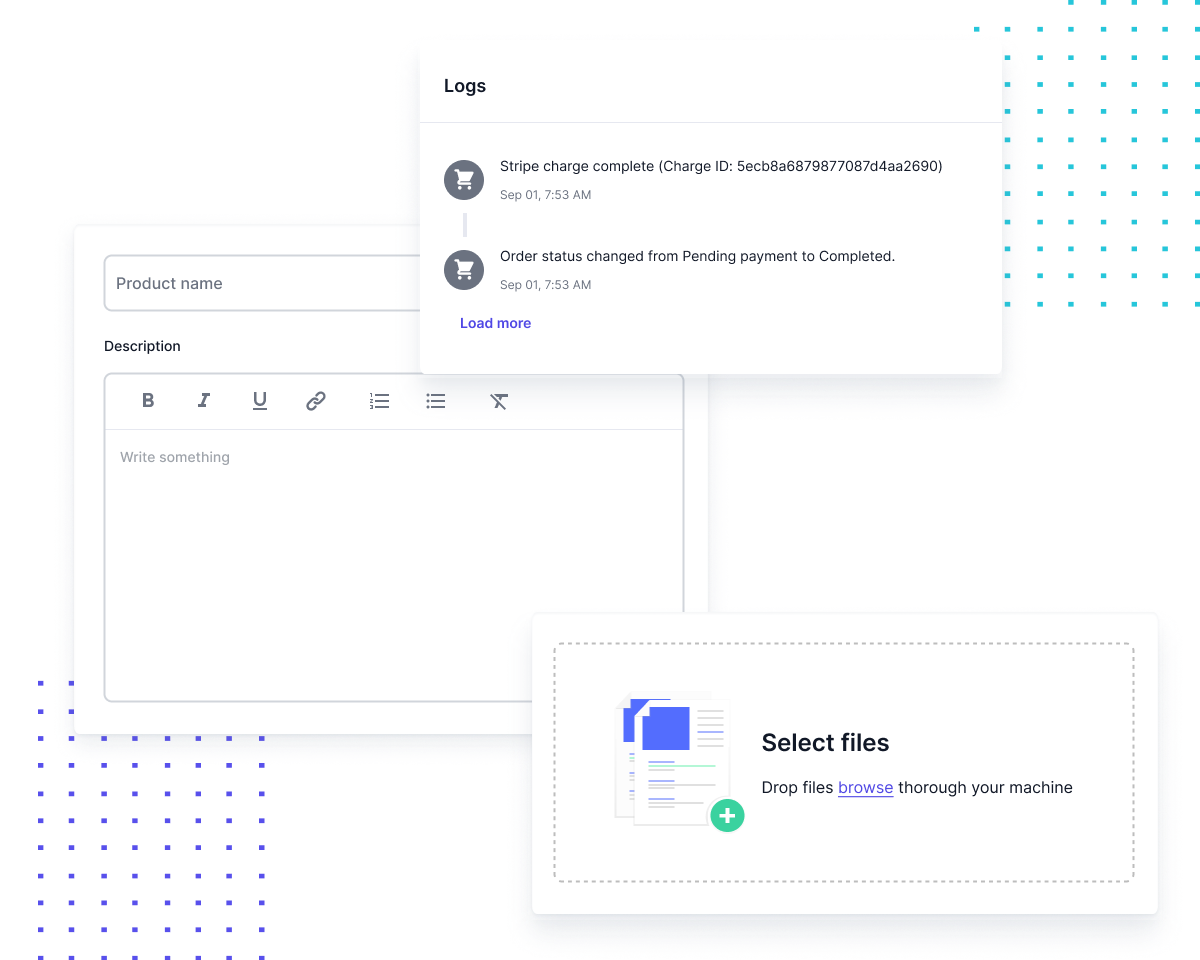 Logs
Stripe charge complete (Charge ID: 5ecb8a6879877087d4aa2690)
Sep 01, 7:53 AM
Order status changed from Pending payment to Completed.
Sep 01, 7:53 AM
Load more
Product name
Description
B I U
Write something
Select files
Drop files browse thorough your machine